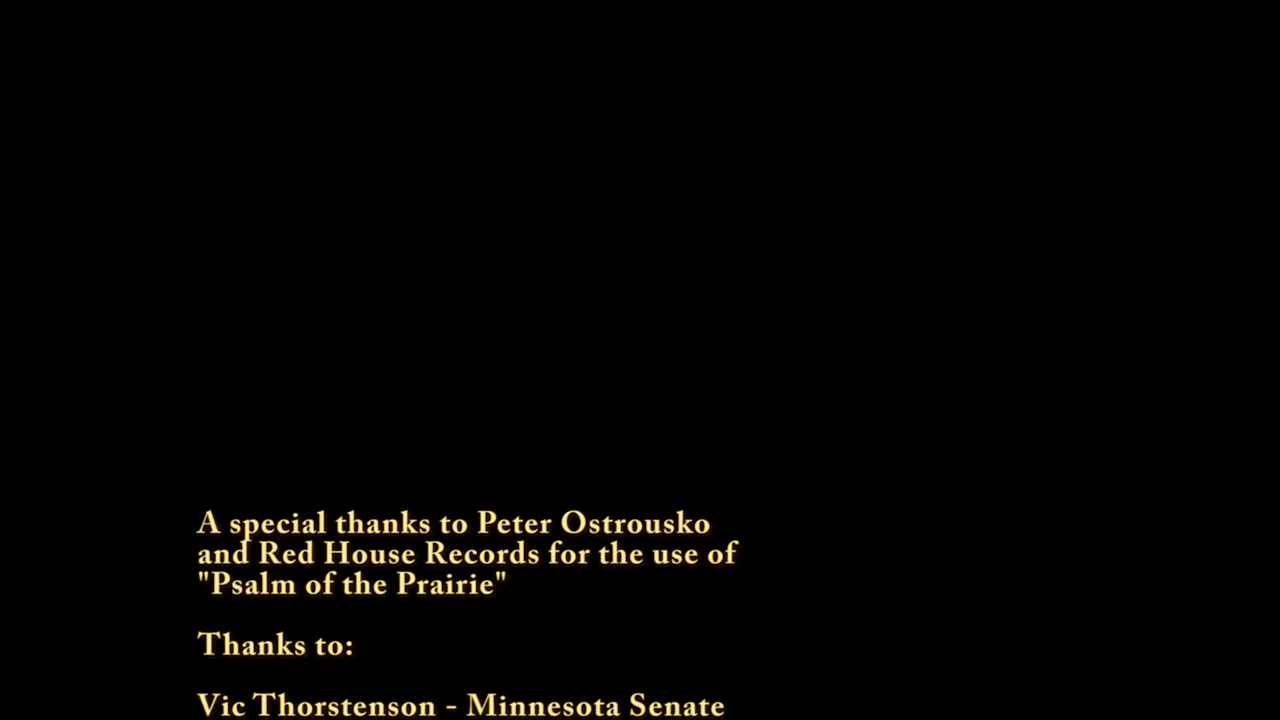 A special thanks to Peter Ostrousko
and Red House Records for the use of
"Psalm of the Prairie"
Thanks to:
Vic Thorstenson - Minnesota Senate